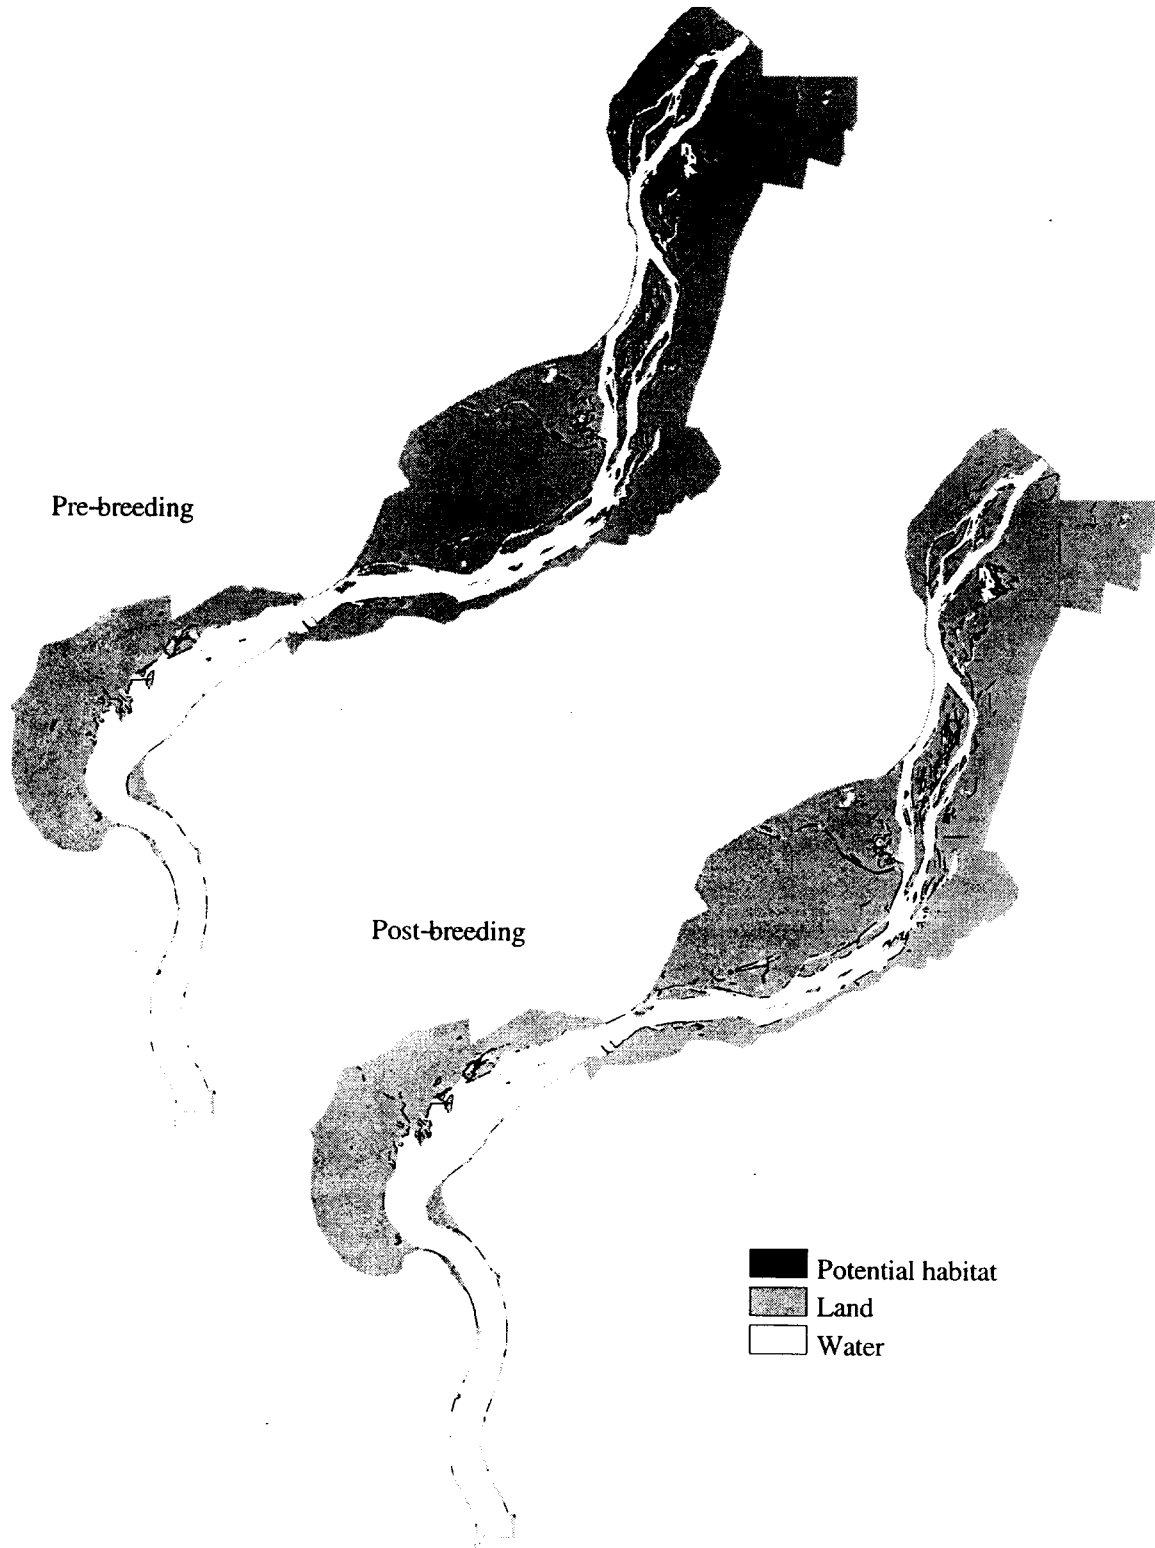 Pre-breeding
Post-breeding
Potential habitat
Land
Water